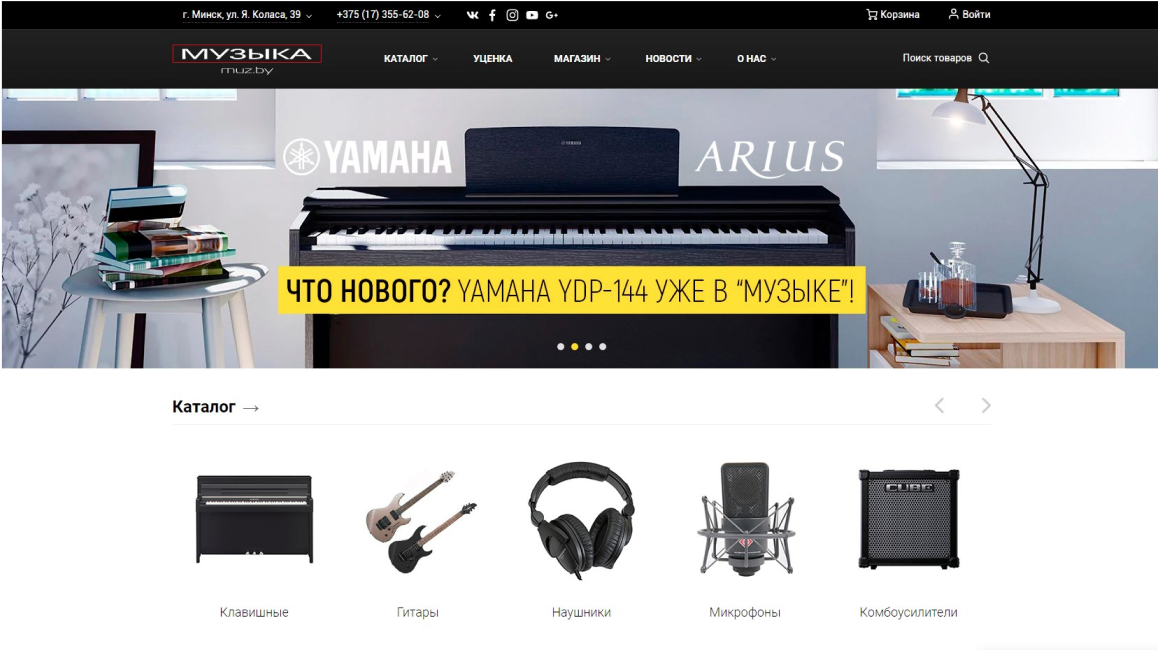 г. Минск, ул. Я. Коласа, 39
+375 (17) 355-62-08
G+
Корзина
Войти
МУЗЫКА
muz.by
КАТАЛОГ
УЦЕНКА
МАГАЗИН
НОВОСТИ
О НАС
Поиск товаров
YAMAHA
ARIUS
ЧТО НОВОГО? YAMAHA YDP-144 УЖЕ В "МУЗЫКЕ"!
Каталог →
CUBE
Клавишные
Гитары
Наушники
Микрофоны
Комбоусилители